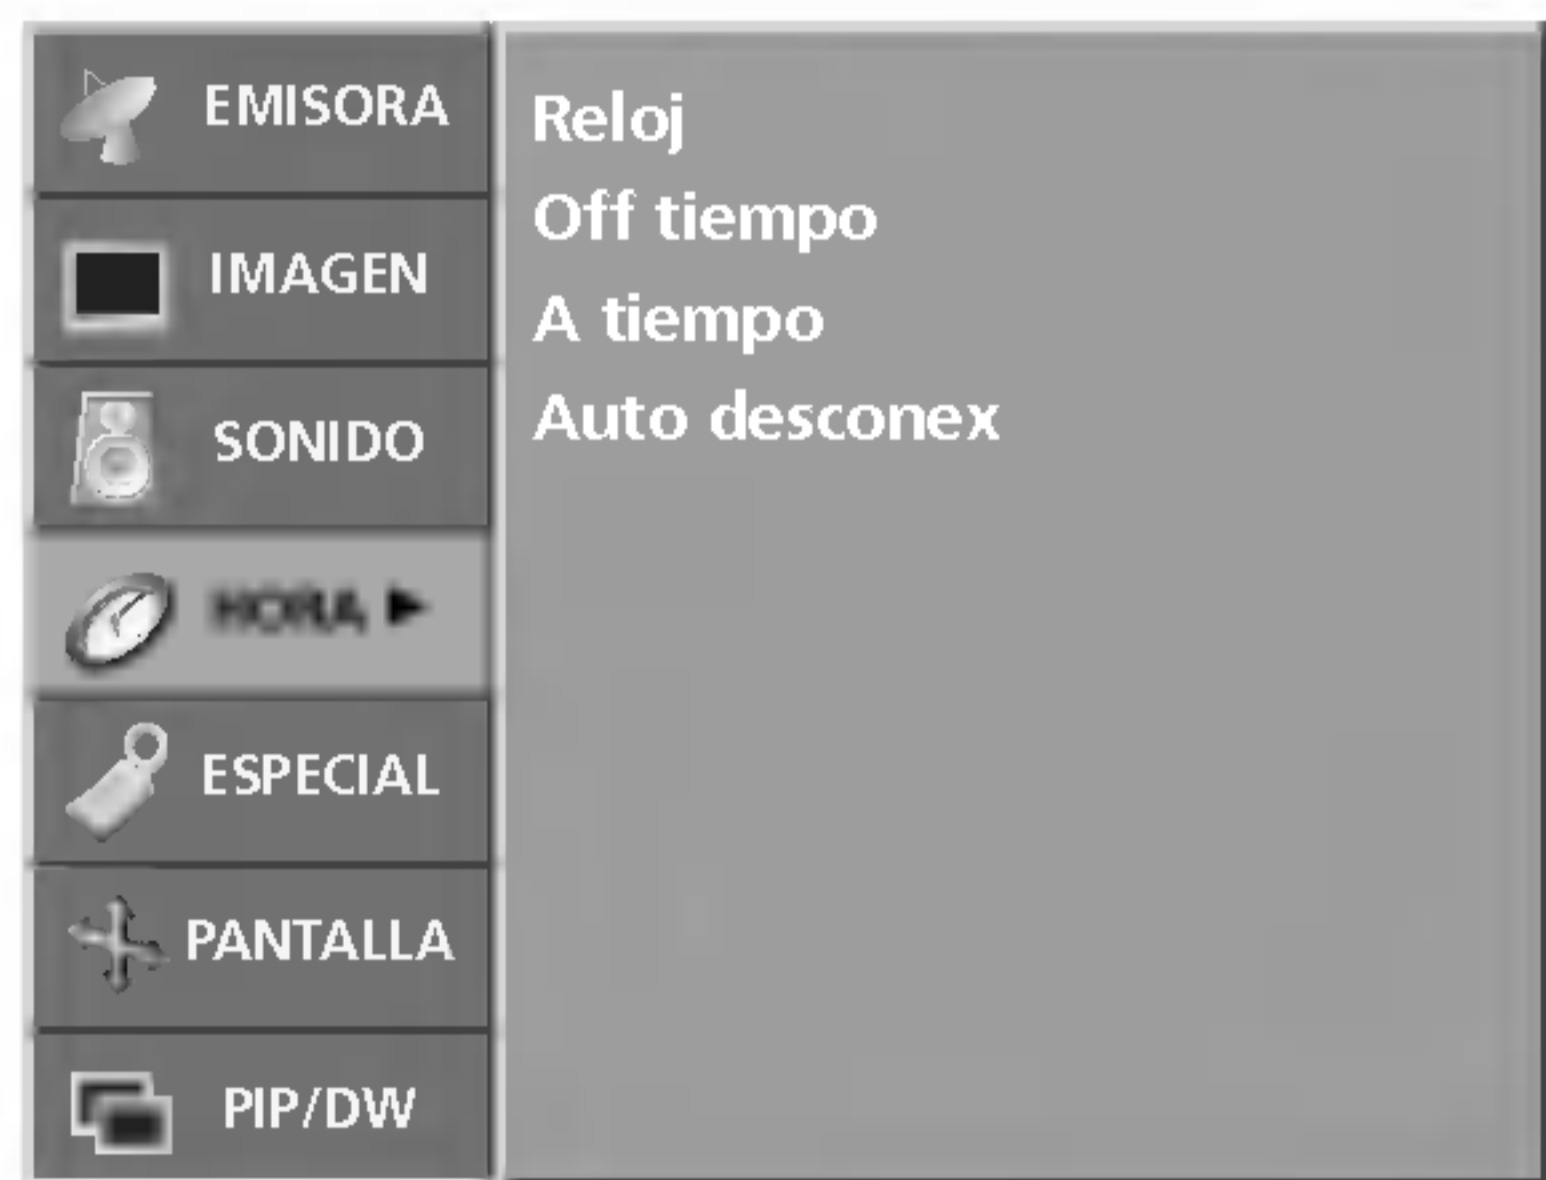 EMISORA
IMAGEN
SONIDO
HORA
ESPECIAL
PANTALLA
PIP/DW
Reloj
Off tiempo
A tiempo
Auto desconex